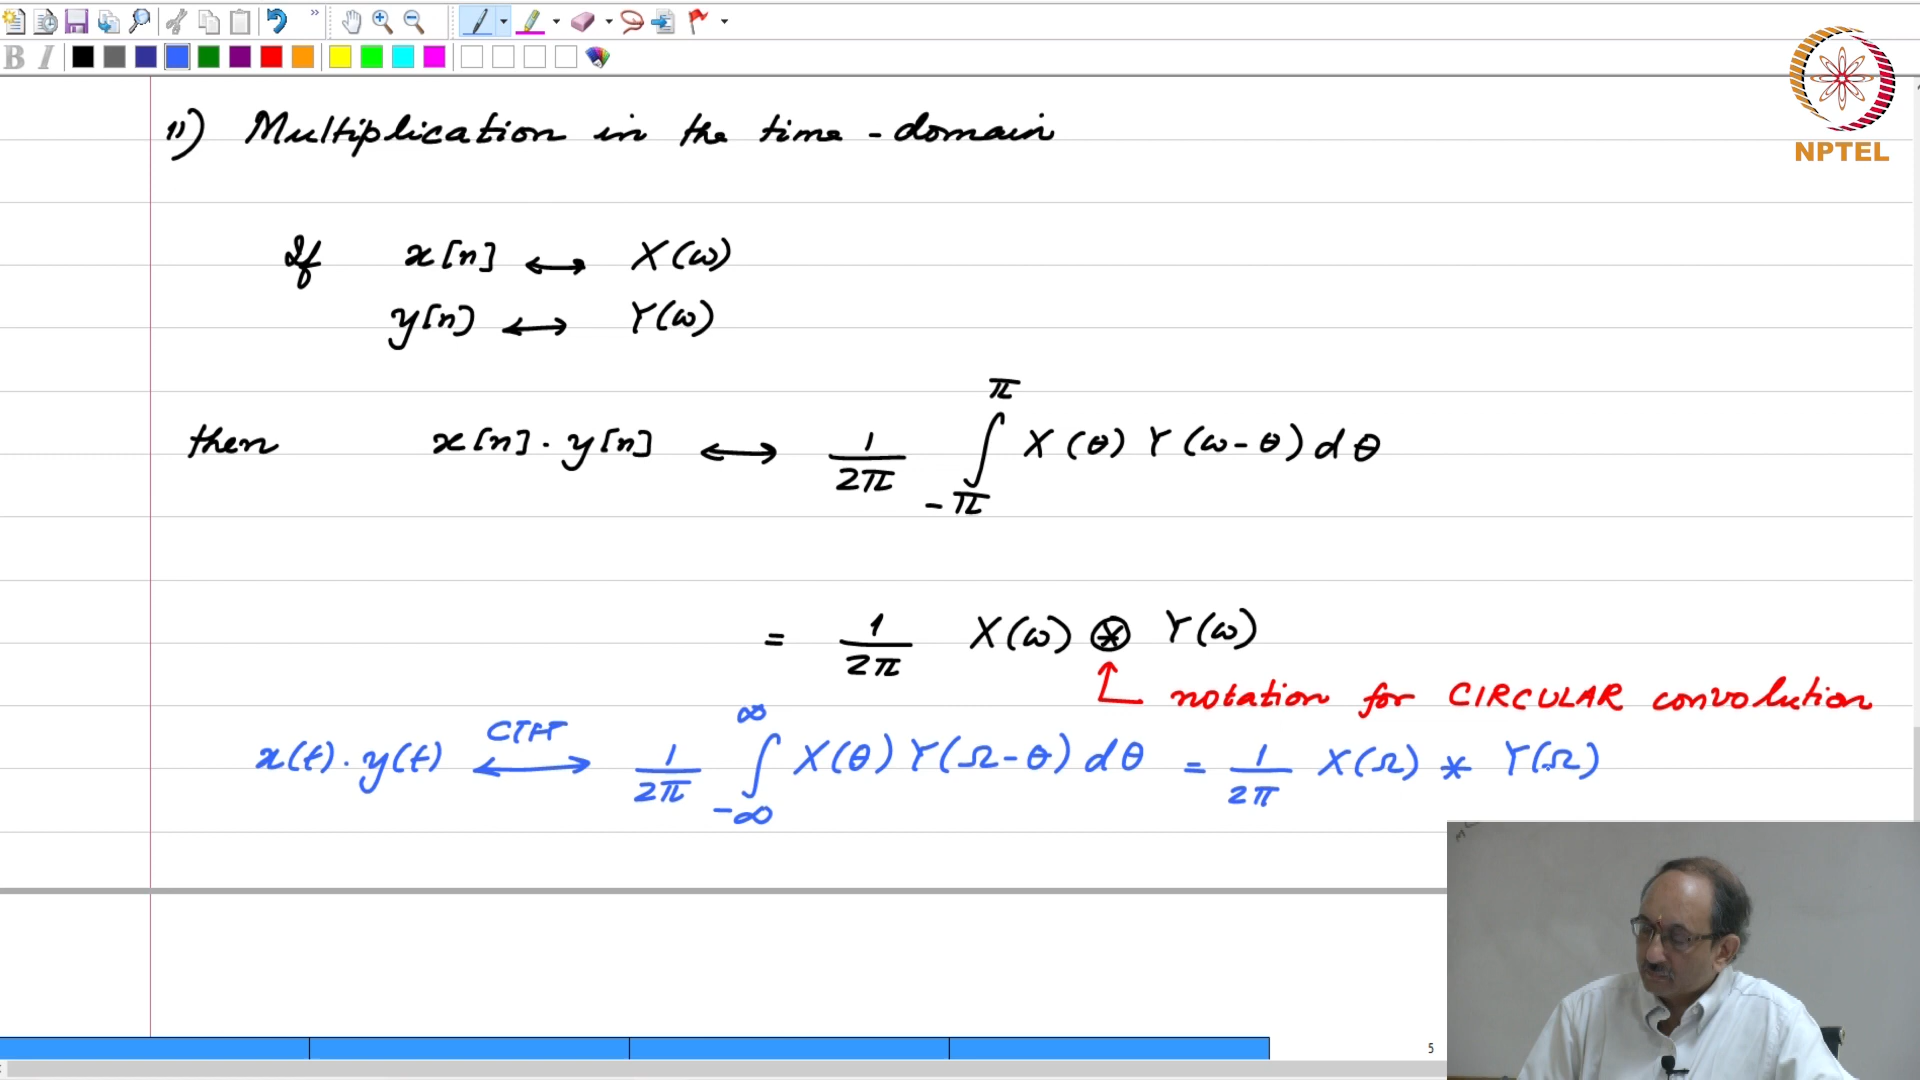 NPTEL
11) Multiplication in the time-domain
If x[n] ⟷ X(ω)
y[n] ⟷ Y(ω)
then x[n] · y[n] ⟷ 1/2π ∫_{-π}^{π} X(θ) Y(ω-θ) dθ
= 1/2π X(ω) ⊛ Y(ω)
notation for CIRCULAR convolution
x(t) · y(t) ⟷ CTFT 1/2π ∫_{-∞}^{∞} X(θ) Y(Ω-θ) dθ = 1/2π X(Ω) * Y(Ω)
5